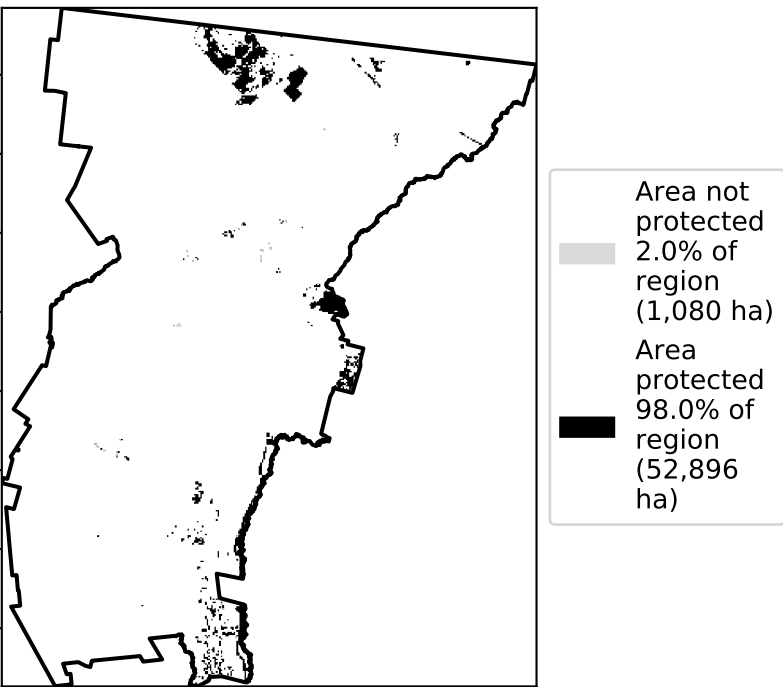 Area not
protected
2.0% of
region
(1,080 ha)
Area
protected
98.0% of
region
(52,896
ha)